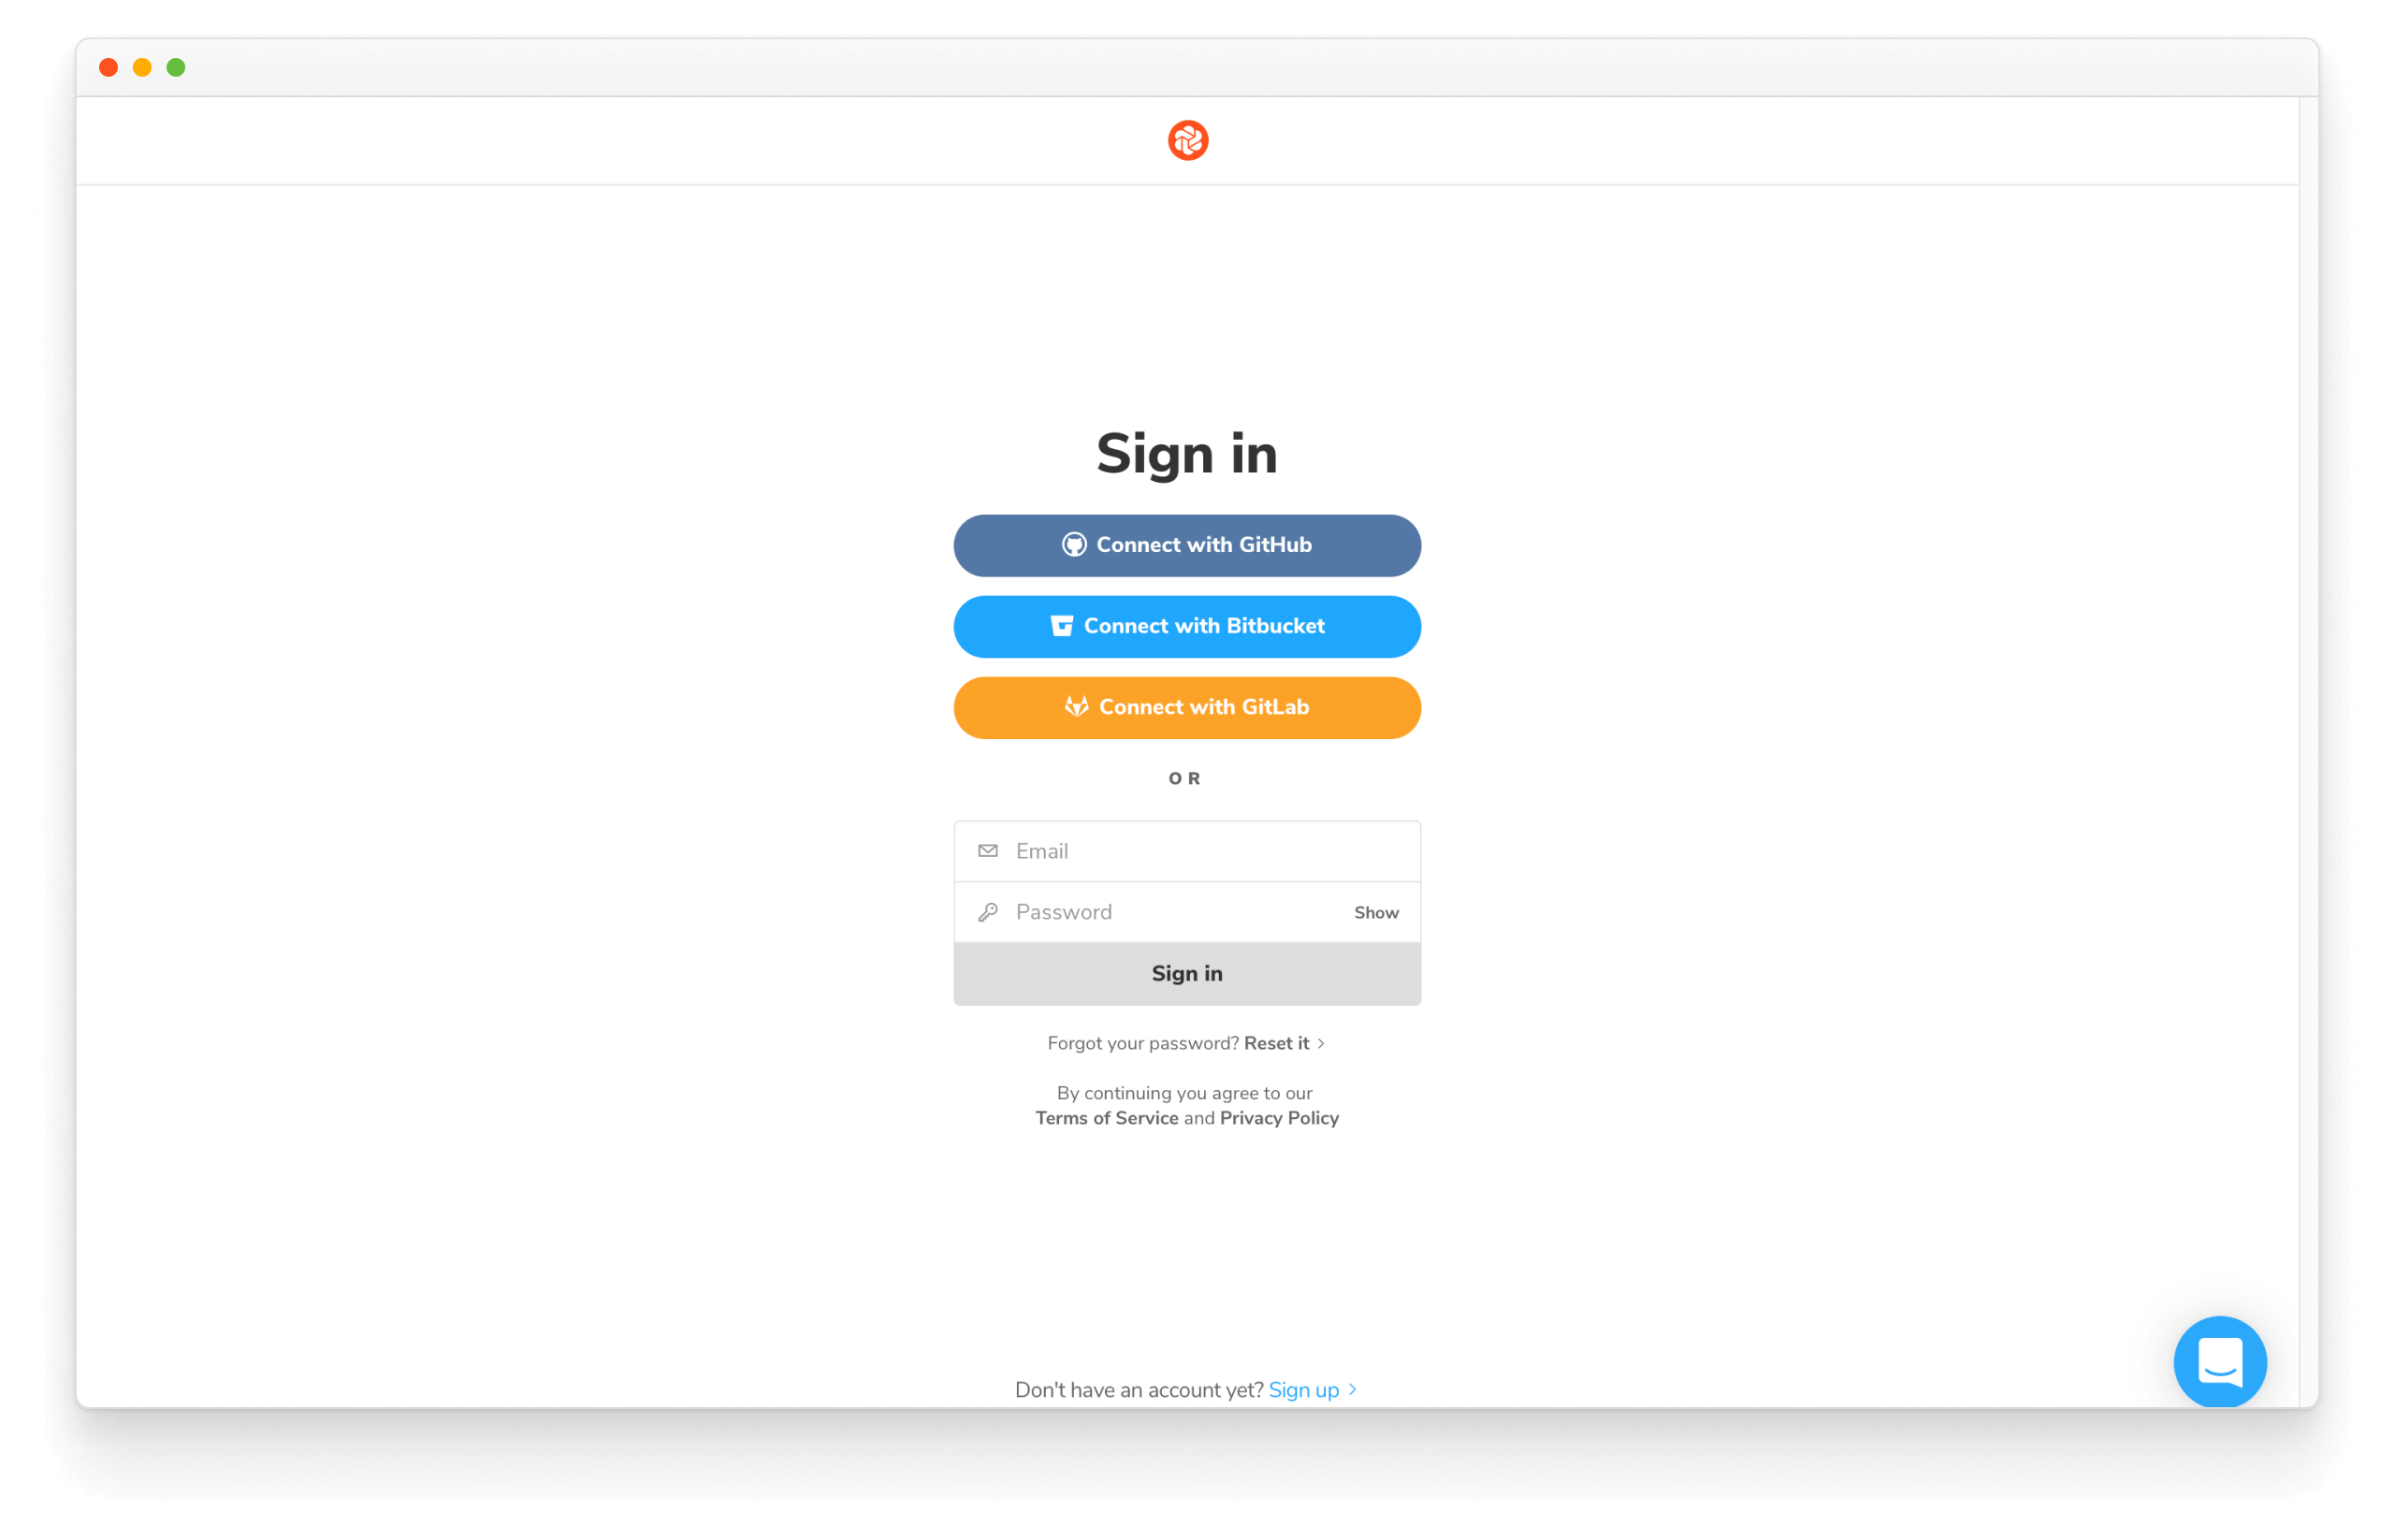 Sign in
Connect with GitHub
Connect with Bitbucket
Connect with GitLab
OR
Email
Password Show
Sign in
Forgot your password? Reset it
By continuing you agree to our
Terms of Service and Privacy Policy
Don't have an account yet? Sign up